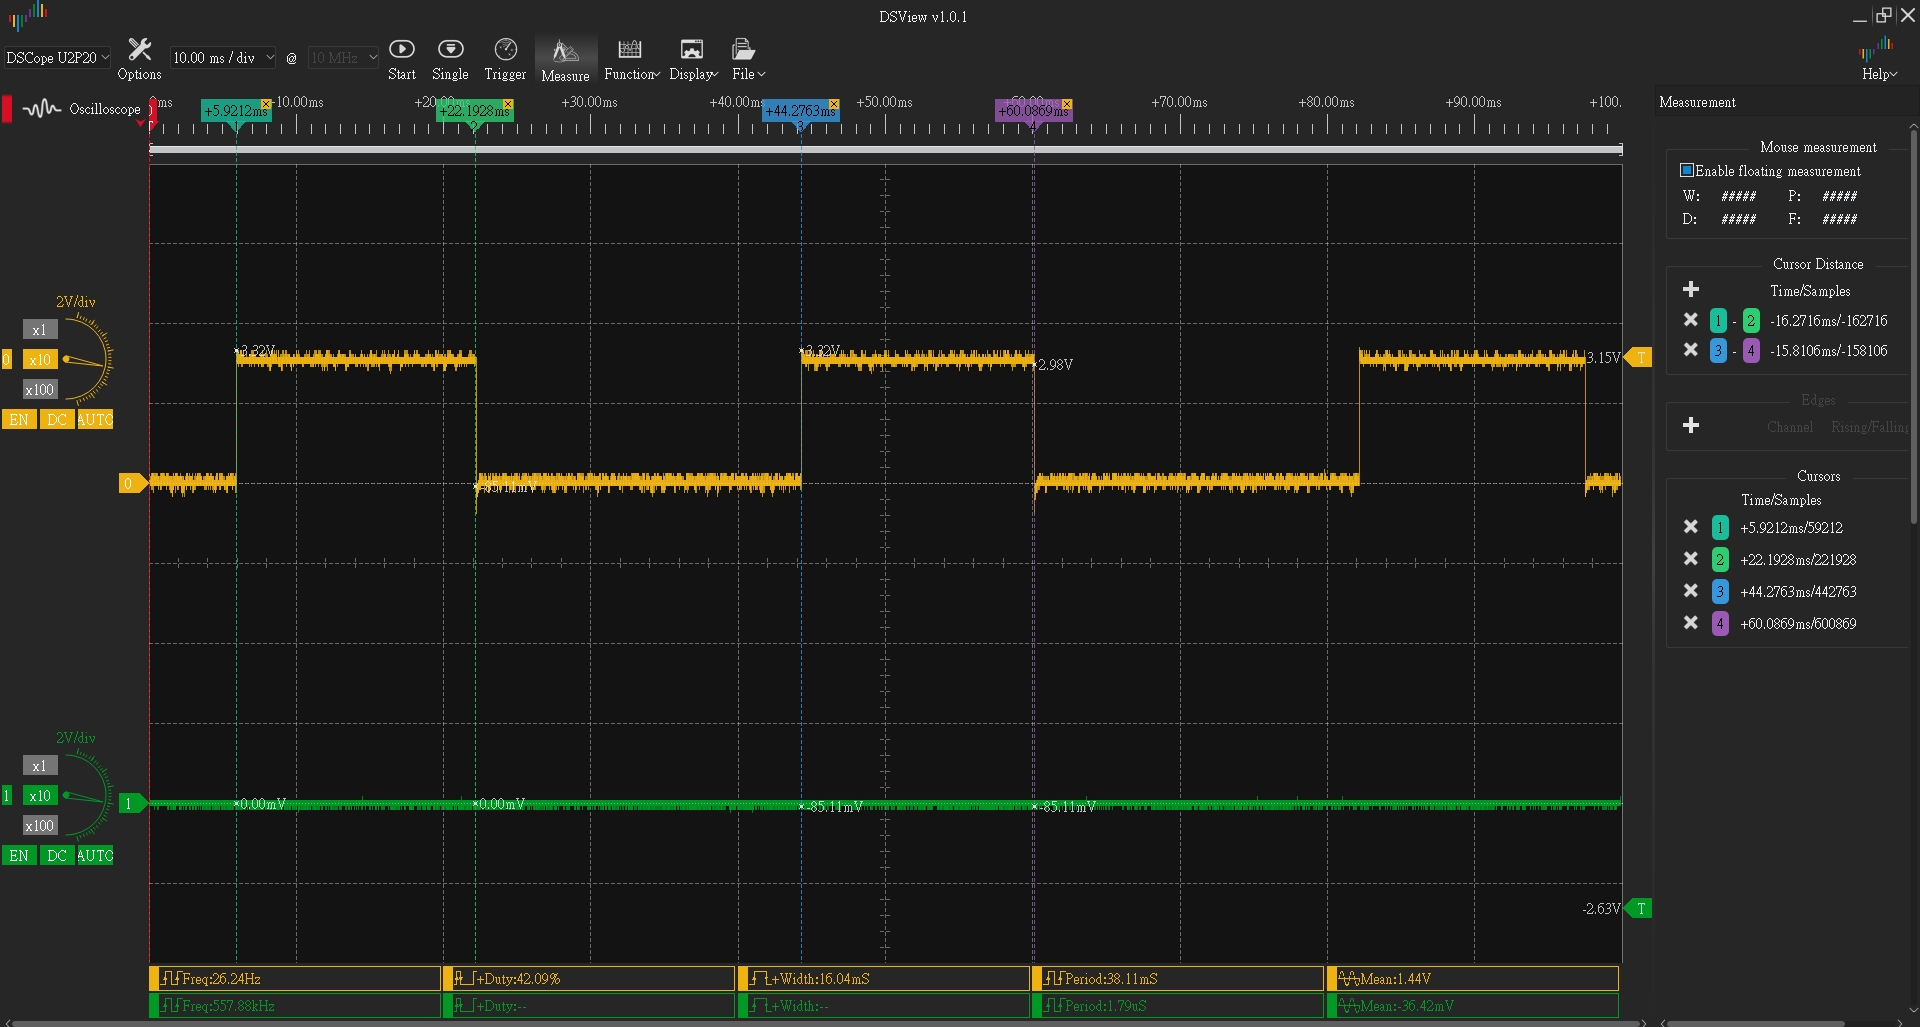 DSView v1.0.1
DSCope U2P20
Options
10.00 ms / div
@
10 MHz
Start
Single
Trigger
Measure
Function
Display
File
Help
Oscilloscope
+5.9212ms
+10.00ms
+22.1928ms
+30.00ms
+40.00ms
+44.2763ms
+50.00ms
+60.0869ms
+70.00ms
+80.00ms
+90.00ms
+100.
1
2
3
4
2V/div
x1
0
x10
x100
EN
DC
AUTO
0
3.32V
-85.11mV
3.32V
2.98V
3.15V
T
2V/div
x1
1
x10
x100
EN
DC
AUTO
1
0.00mV
0.00mV
-85.11mV
-85.11mV
-2.63V
T
Freq:26.24Hz
+Duty:42.09%
+Width:16.04mS
Period:38.11mS
Mean:1.44V
Freq:557.88kHz
+Duty:--
+Width:--
Period:1.79uS
Mean:-36.42mV
Measurement
Mouse measurement
Enable floating measurement
W: ##### P: #####
D: ##### F: #####
Cursor Distance
Time/Samples
1 - 2 -16.2716ms/-162716
3 - 4 -15.8106ms/-158106
Edges
Channel Rising/Falling
Cursors
Time/Samples
1 +5.9212ms/59212
2 +22.1928ms/221928
3 +44.2763ms/442763
4 +60.0869ms/600869